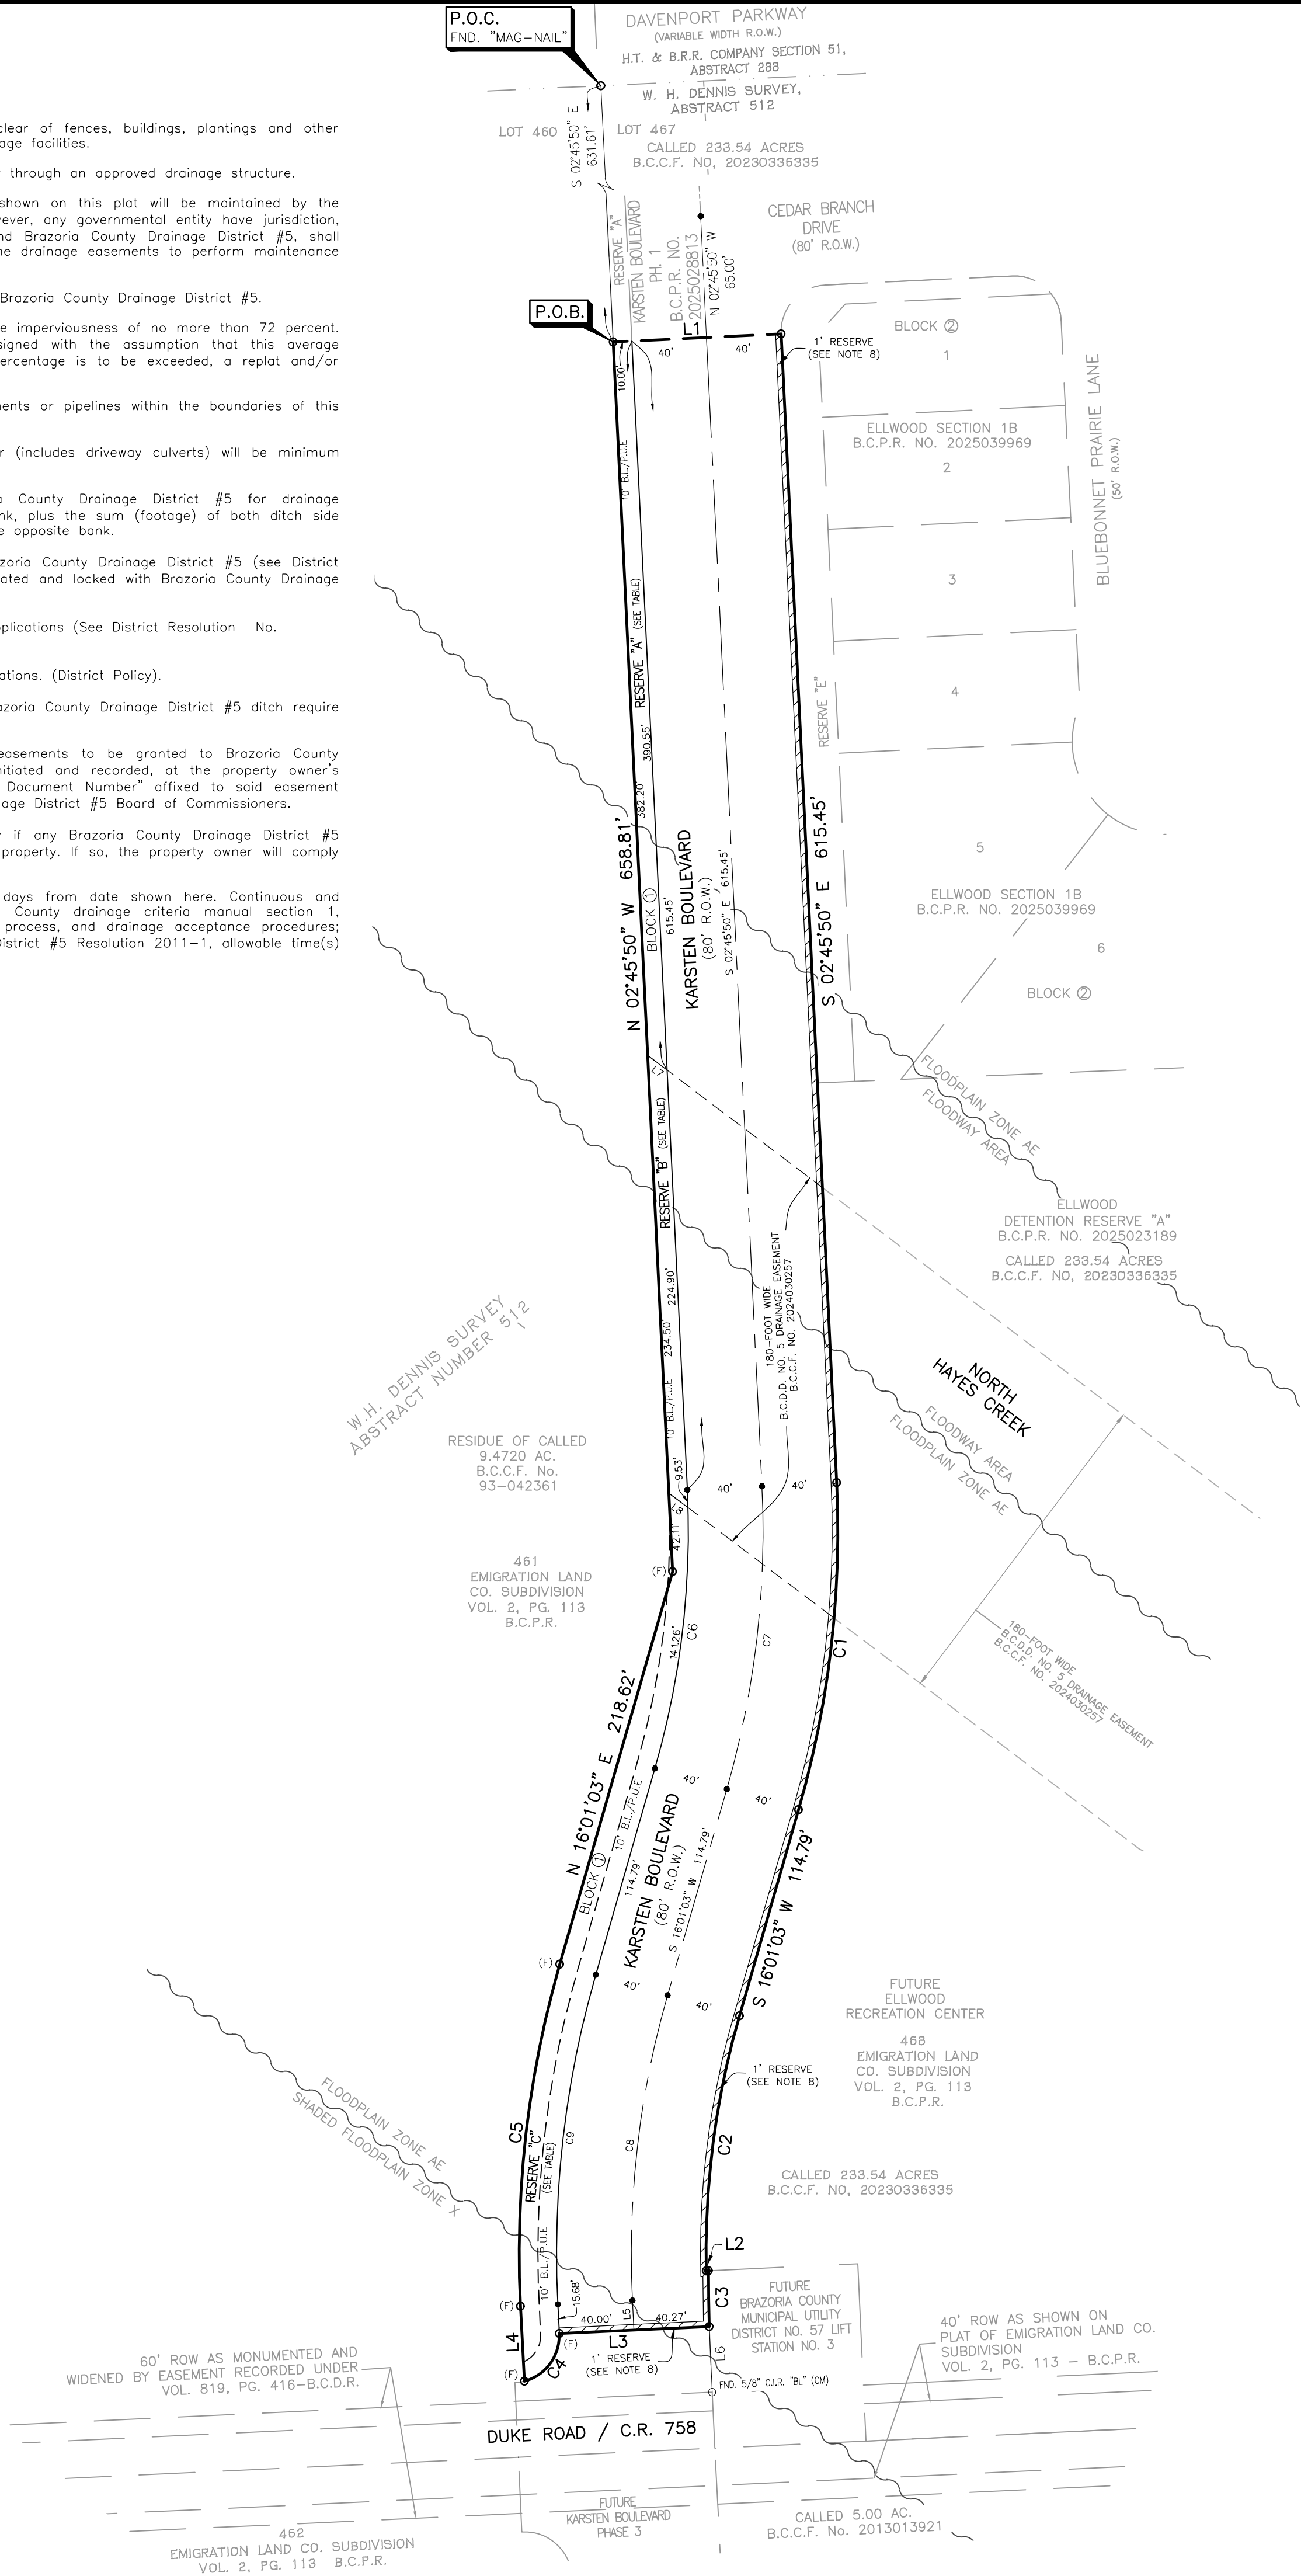 P.O.C.
FND. "MAG-NAIL"
DAVENPORT PARKWAY
(VARIABLE WIDTH R.O.W.)
H.T. & B.R.R. COMPANY SECTION 51,
ABSTRACT 288
W. H. DENNIS SURVEY,
ABSTRACT 512
LOT 460
LOT 467
CALLED 233.54 ACRES
B.C.C.F. NO, 20230336335
S 02°45'50" E
631.61'
clear of fences, buildings, plantings and other
age facilities.
through an approved drainage structure.
shown on this plat will be maintained by the
ever, any governmental entity have jurisdiction,
nd Brazoria County Drainage District #5, shall
he drainage easements to perform maintenance
Brazoria County Drainage District #5.
e imperviousness of no more than 72 percent.
signed with the assumption that this average
ercentage is to be exceeded, a replat and/or
ments or pipelines within the boundaries of this
r (includes driveway culverts) will be minimum
a County Drainage District #5 for drainage
nk, plus the sum (footage) of both ditch side
e opposite bank.
azoria County Drainage District #5 (see District
ated and locked with Brazoria County Drainage
plications (See District Resolution No.
ations. (District Policy).
azoria County Drainage District #5 ditch require
easements to be granted to Brazoria County
nitiated and recorded, at the property owner's
Document Number" affixed to said easement
age District #5 Board of Commissioners.
if any Brazoria County Drainage District #5
property. If so, the property owner will comply
days from date shown here. Continuous and
County drainage criteria manual section 1,
process, and drainage acceptance procedures;
istrict #5 Resolution 2011-1, allowable time(s)
RESERVE "A"
KARSTEN BOULEVARD
PH. 1
B.C.P.R. NO.
2025028813
N 02°45'50" W
65.00'
CEDAR BRANCH
DRIVE
(80' R.O.W.)
P.O.B.
L1
40'
40'
10.00'
1' RESERVE
(SEE NOTE 8)
BLOCK ②
1
ELLWOOD SECTION 1B
B.C.P.R. NO. 2025039969
2
3
4
5
ELLWOOD SECTION 1B
B.C.P.R. NO. 2025039969
6
BLOCK ②
BLUEBONNET PRAIRIE LANE
(50' R.O.W.)
RESERVE "E"
10' B.L/P.U.E
RESERVE "A" (SEE TABLE)
390.55'
382.20'
N 02°45'50" W 658.81'
BLOCK ①
615.45'
KARSTEN BOULEVARD
(80' R.O.W.)
S 02°45'50" E 615.45'
S 02°45'50" E 615.45'
L7
FLOODPLAIN ZONE AE
FLOODWAY AREA
RESERVE "B" (SEE TABLE)
ELLWOOD
DETENTION RESERVE "A"
B.C.P.R. NO. 2025023189
CALLED 233.54 ACRES
B.C.C.F. NO, 20230336335
224.90'
234.50'
180-FOOT WIDE
B.C.D.D. NO. 5 DRAINAGE EASEMENT
B.C.C.F. NO. 2024030257
W.H. DENNIS SURVEY
ABSTRACT NUMBER 512
NORTH
HAYES CREEK
FLOODWAY AREA
FLOODPLAIN ZONE AE
10' B.L/P.U.E
RESIDUE OF CALLED
9.4720 AC.
B.C.C.F. No.
93-042361
9.53'
40'
40'
L8
42.11'
(F)
461
EMIGRATION LAND
CO. SUBDIVISION
VOL. 2, PG. 113
B.C.P.R.
C6
141.26'
C7
C1
180-FOOT WIDE
B.C.D.D. NO. 5 DRAINAGE EASEMENT
B.C.C.F. NO. 2024030257
N 16°01'03" E 218.62'
40'
40'
10' B.L./P.U.E
BLOCK ①
114.79'
KARSTEN BOULEVARD
(80' R.O.W.)
S 16°01'03" W 114.79'
S 16°01'03" W 114.79'
(F)
40'
40'
FUTURE
ELLWOOD
RECREATION CENTER
468
EMIGRATION LAND
CO. SUBDIVISION
VOL. 2, PG. 113
B.C.P.R.
1' RESERVE
(SEE NOTE 8)
FLOODPLAIN ZONE AE
SHADED FLOODPLAIN ZONE X
C5
RESERVE "C"
(SEE TABLE)
C9
C8
C2
CALLED 233.54 ACRES
B.C.C.F. NO, 20230336335
10' B.L/P.U.E
L2
(F)
15.68'
C3
40.00'
L5
40.27'
L4
(F)
L3
C4
(F)
1' RESERVE
(SEE NOTE 8)
L6
FUTURE
BRAZORIA COUNTY
MUNICIPAL UTILITY
DISTRICT NO. 57 LIFT
STATION NO. 3
FND. 5/8" C.I.R. "BL" (CM)
40' ROW AS SHOWN ON
PLAT OF EMIGRATION LAND CO.
SUBDIVISION
VOL. 2, PG. 113 - B.C.P.R.
60' ROW AS MONUMENTED AND
WIDENED BY EASEMENT RECORDED UNDER
VOL. 819, PG. 416-B.C.D.R.
DUKE ROAD / C.R. 758
FUTURE
KARSTEN BOULEVARD
PHASE 3
CALLED 5.00 AC.
B.C.C.F. No. 2013013921
462
EMIGRATION LAND CO. SUBDIVISION
VOL. 2, PG. 113 B.C.P.R.